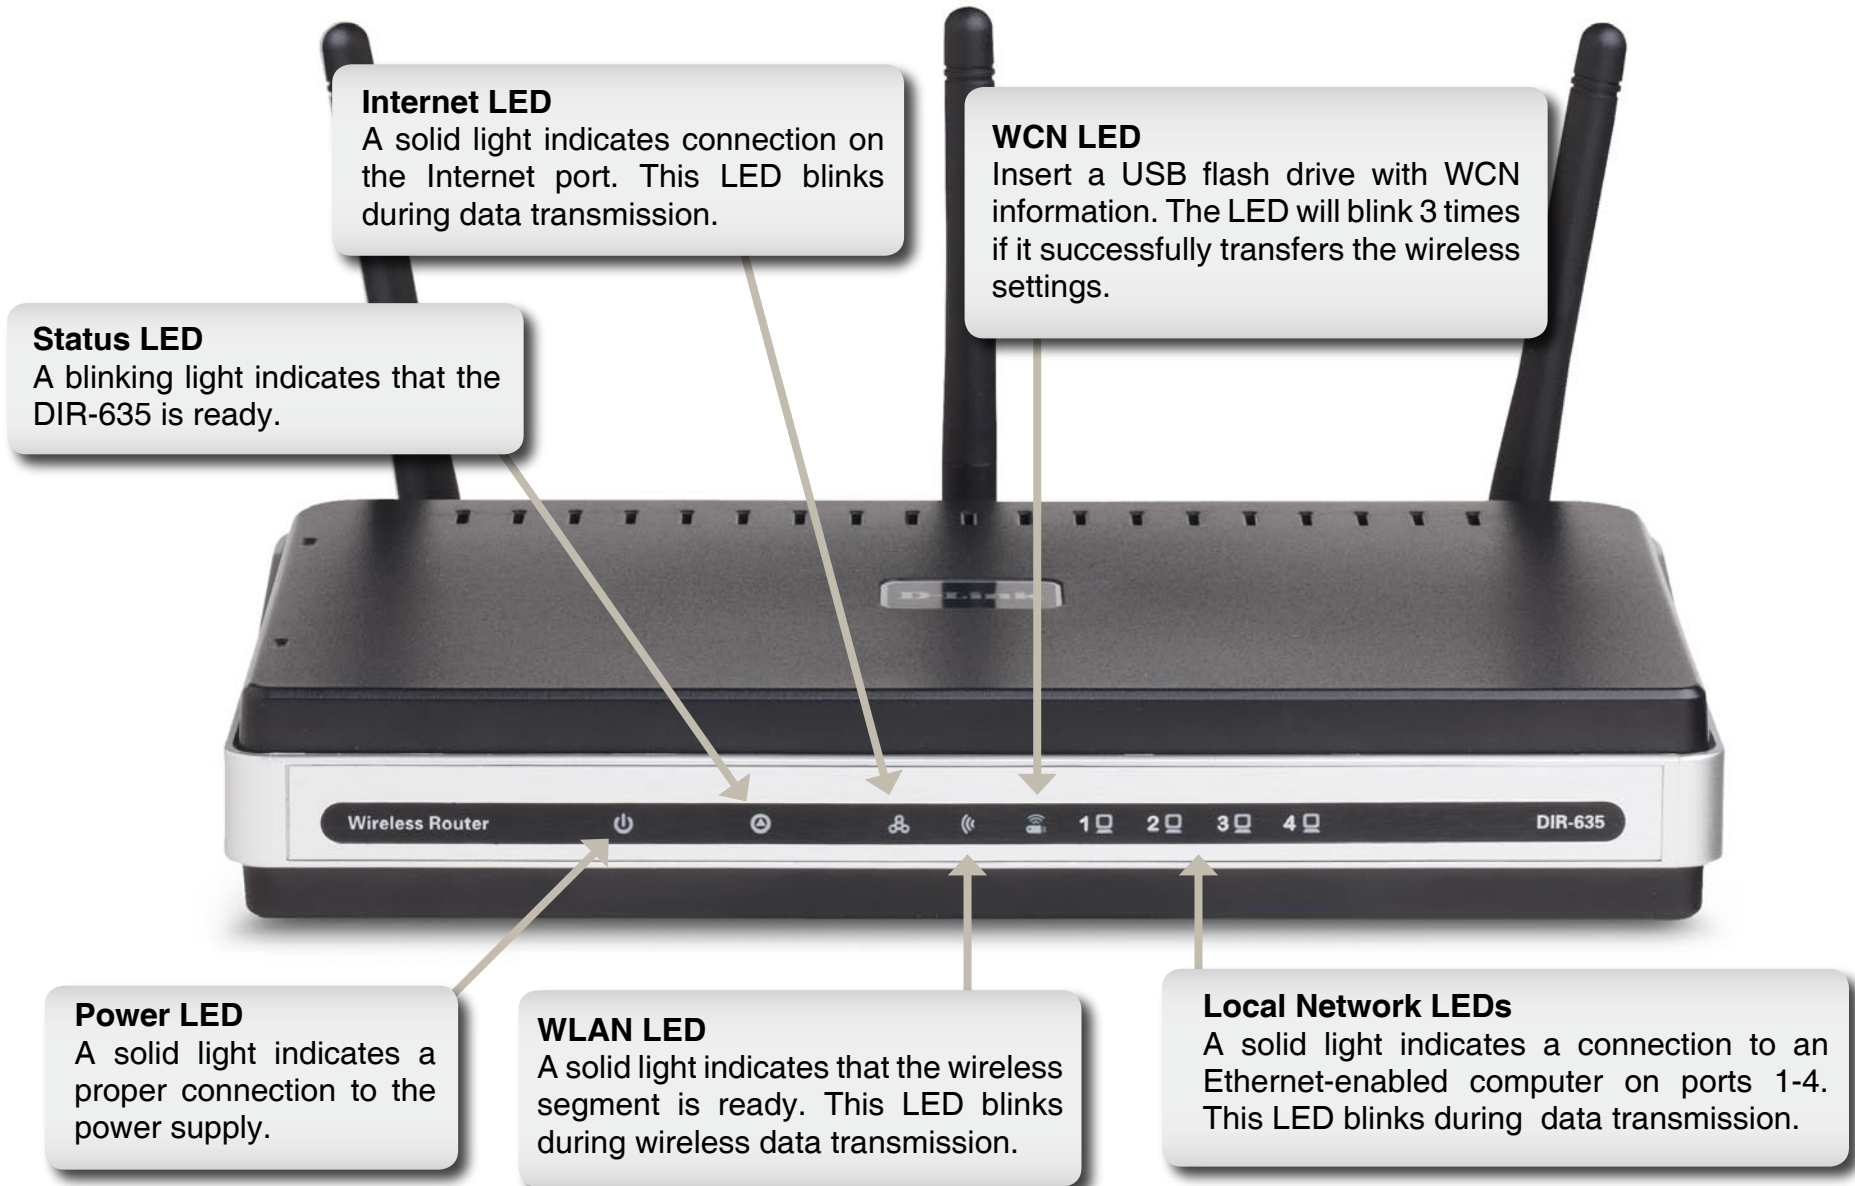 Internet LED
A solid light indicates connection on
the Internet port. This LED blinks
during data transmission.
WCN LED
Insert a USB flash drive with WCN
information. The LED will blink 3 times
if it successfully transfers the wireless
settings.
Status LED
A blinking light indicates that the
DIR-635 is ready.
D-Link
Wireless Router
1 2 3 4
DIR-635
Power LED
A solid light indicates a
proper connection to the
power supply.
WLAN LED
A solid light indicates that the wireless
segment is ready. This LED blinks
during wireless data transmission.
Local Network LEDs
A solid light indicates a connection to an
Ethernet-enabled computer on ports 1-4.
This LED blinks during  data transmission.